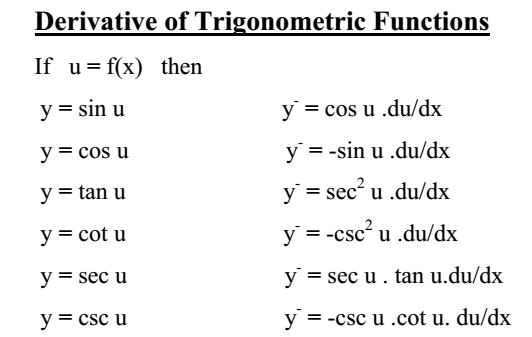 Derivative of Trigonometric Functions
If u = f(x) then
y = sin u y⁻ = cos u .du/dx
y = cos u y⁻ = -sin u .du/dx
y = tan u y⁻ = sec² u .du/dx
y = cot u y⁻ = -csc² u .du/dx
y = sec u y⁻ = sec u . tan u.du/dx
y = csc u y⁻ = -csc u .cot u. du/dx